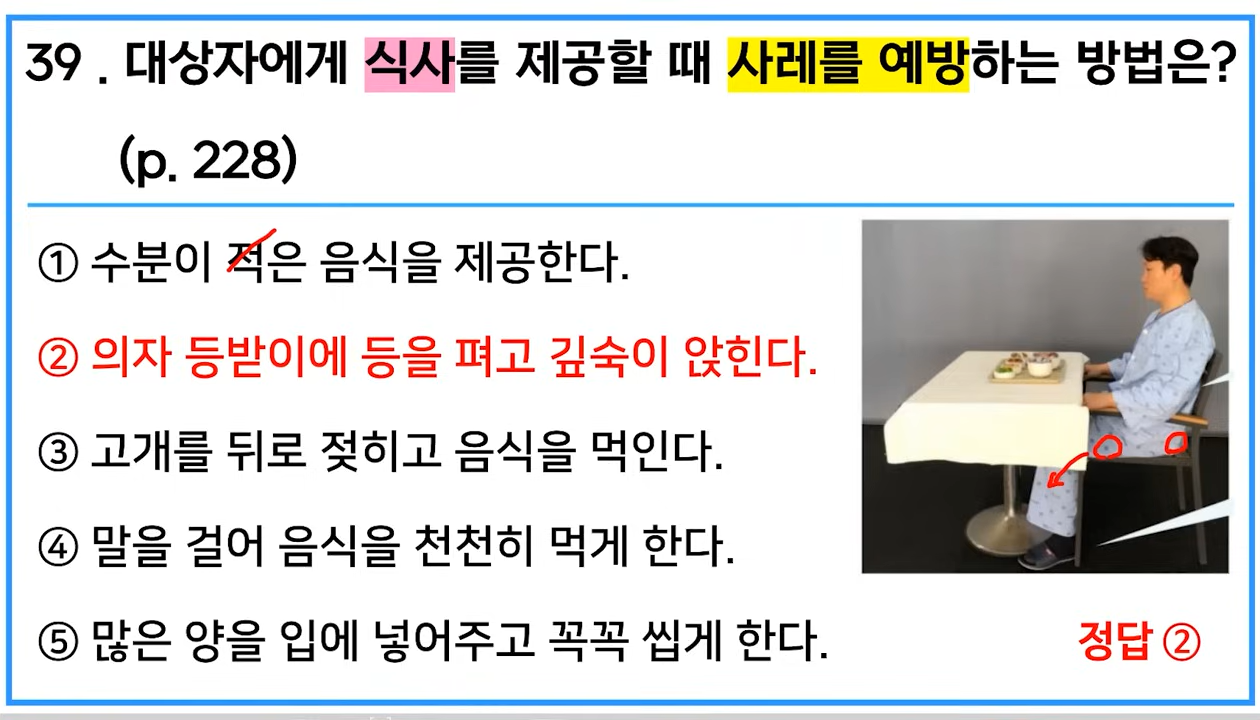 39 . 대상자에게 식사를 제공할 때 사레를 예방하는 방법은?
(p. 228)
① 수분이 적은 음식을 제공한다.
② 의자 등받이에 등을 펴고 깊숙이 앉힌다.
③ 고개를 뒤로 젖히고 음식을 먹인다.
④ 말을 걸어 음식을 천천히 먹게 한다.
⑤ 많은 양을 입에 넣어주고 꼭꼭 씹게 한다.
정답 ②